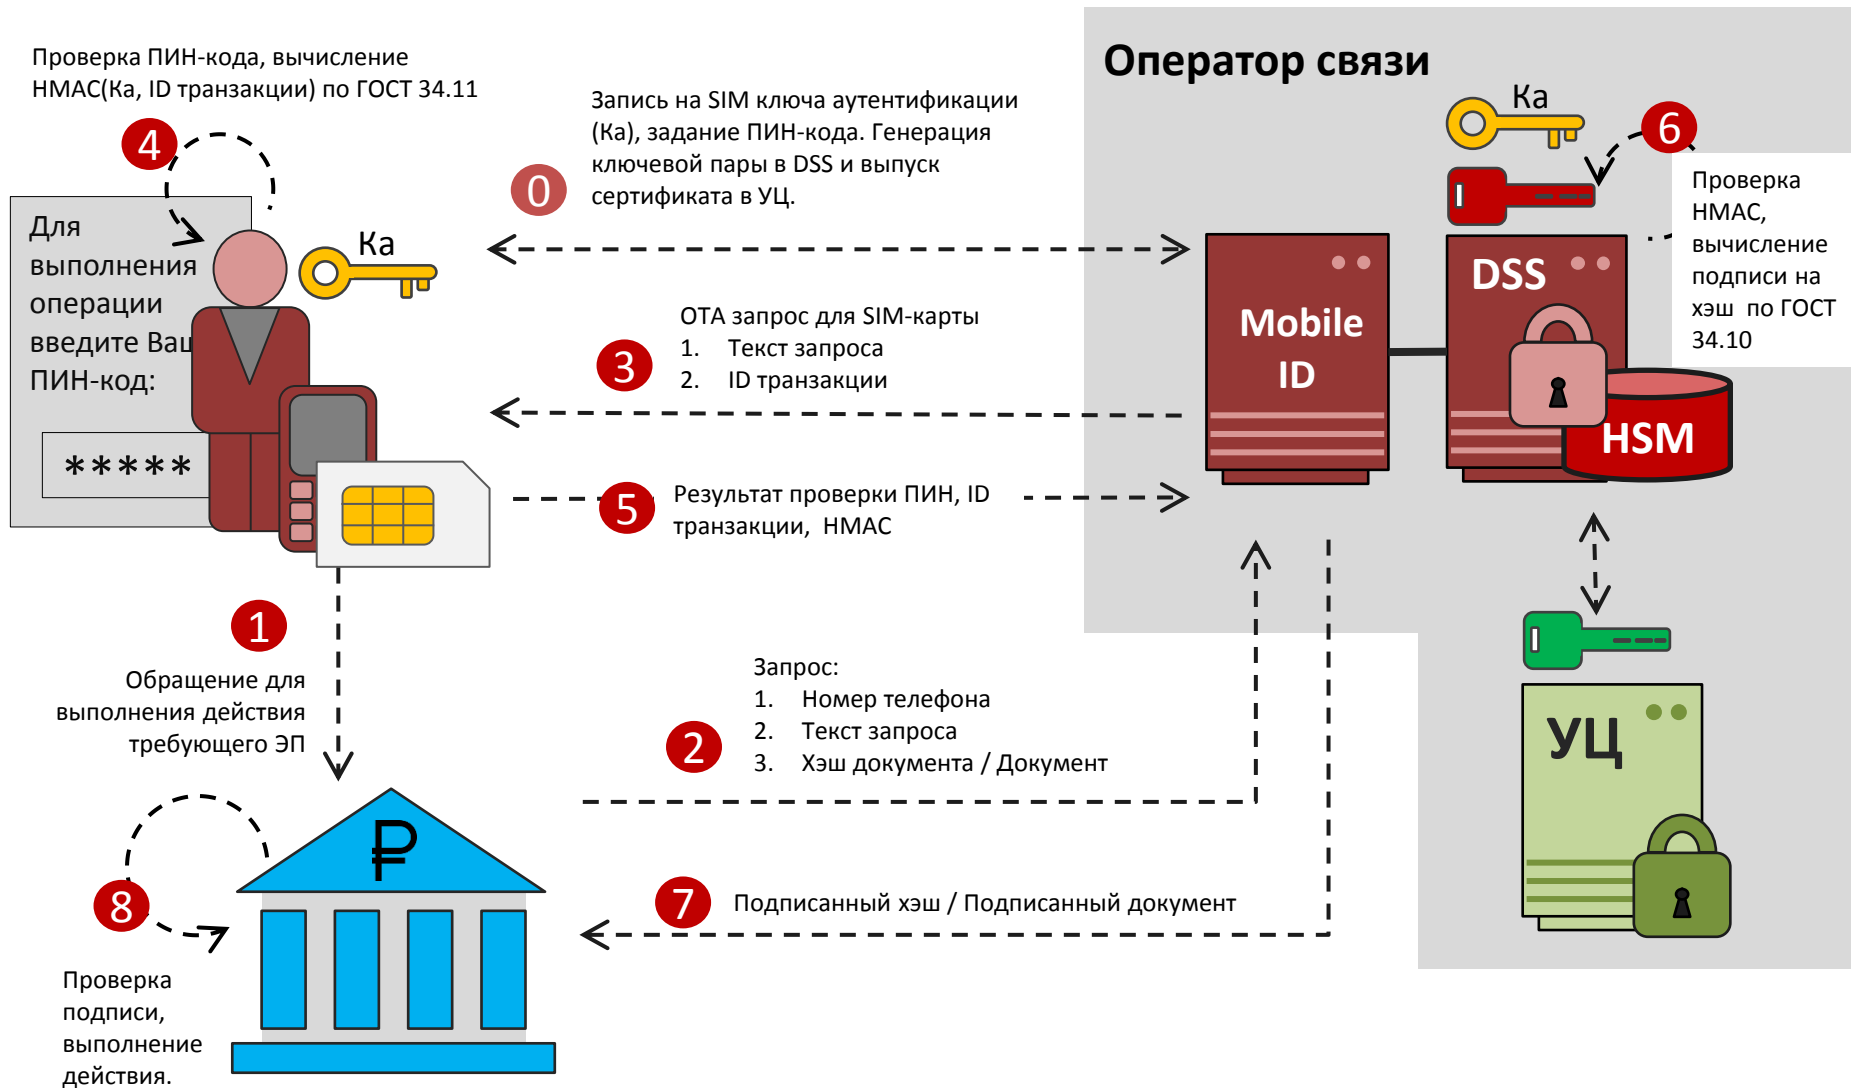 Проверка ПИН-кода, вычисление
HMAC(Ка, ID транзакции) по ГОСТ 34.11
4
Запись на SIM ключа аутентификации
(Ка), задание ПИН-кода. Генерация
ключевой пары в DSS и выпуск
сертификата в УЦ.
0
Оператор связи
Ка
6
Проверка
HMAC,
вычисление
подписи на
хэш по ГОСТ
34.10
Для
выполнения
операции
введите Ваш
ПИН-код:
*****
Ка
ОТА запрос для SIM-карты
1. Текст запроса
2. ID транзакции
3
Mobile
ID
DSS
HSM
5
Результат проверки ПИН, ID
транзакции, HMAC
1
Обращение для
выполнения действия
требующего ЭП
2
Запрос:
1. Номер телефона
2. Текст запроса
3. Хэш документа / Документ
УЦ
7
Подписанный хэш / Подписанный документ
₽
8
Проверка
подписи,
выполнение
действия.